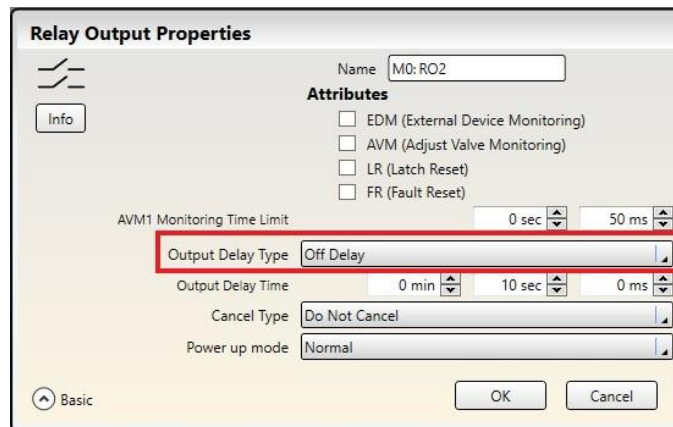 Relay Output Properties
Name M0:RO2
Attributes
Info
EDM (External Device Monitoring)
AVM (Adjust Valve Monitoring)
LR (Latch Reset)
FR (Fault Reset)
AVM1 Monitoring Time Limit 0 sec 50 ms
Output Delay Type Off Delay
Output Delay Time 0 min 10 sec 0 ms
Cancel Type Do Not Cancel
Power up mode Normal
Basic OK Cancel